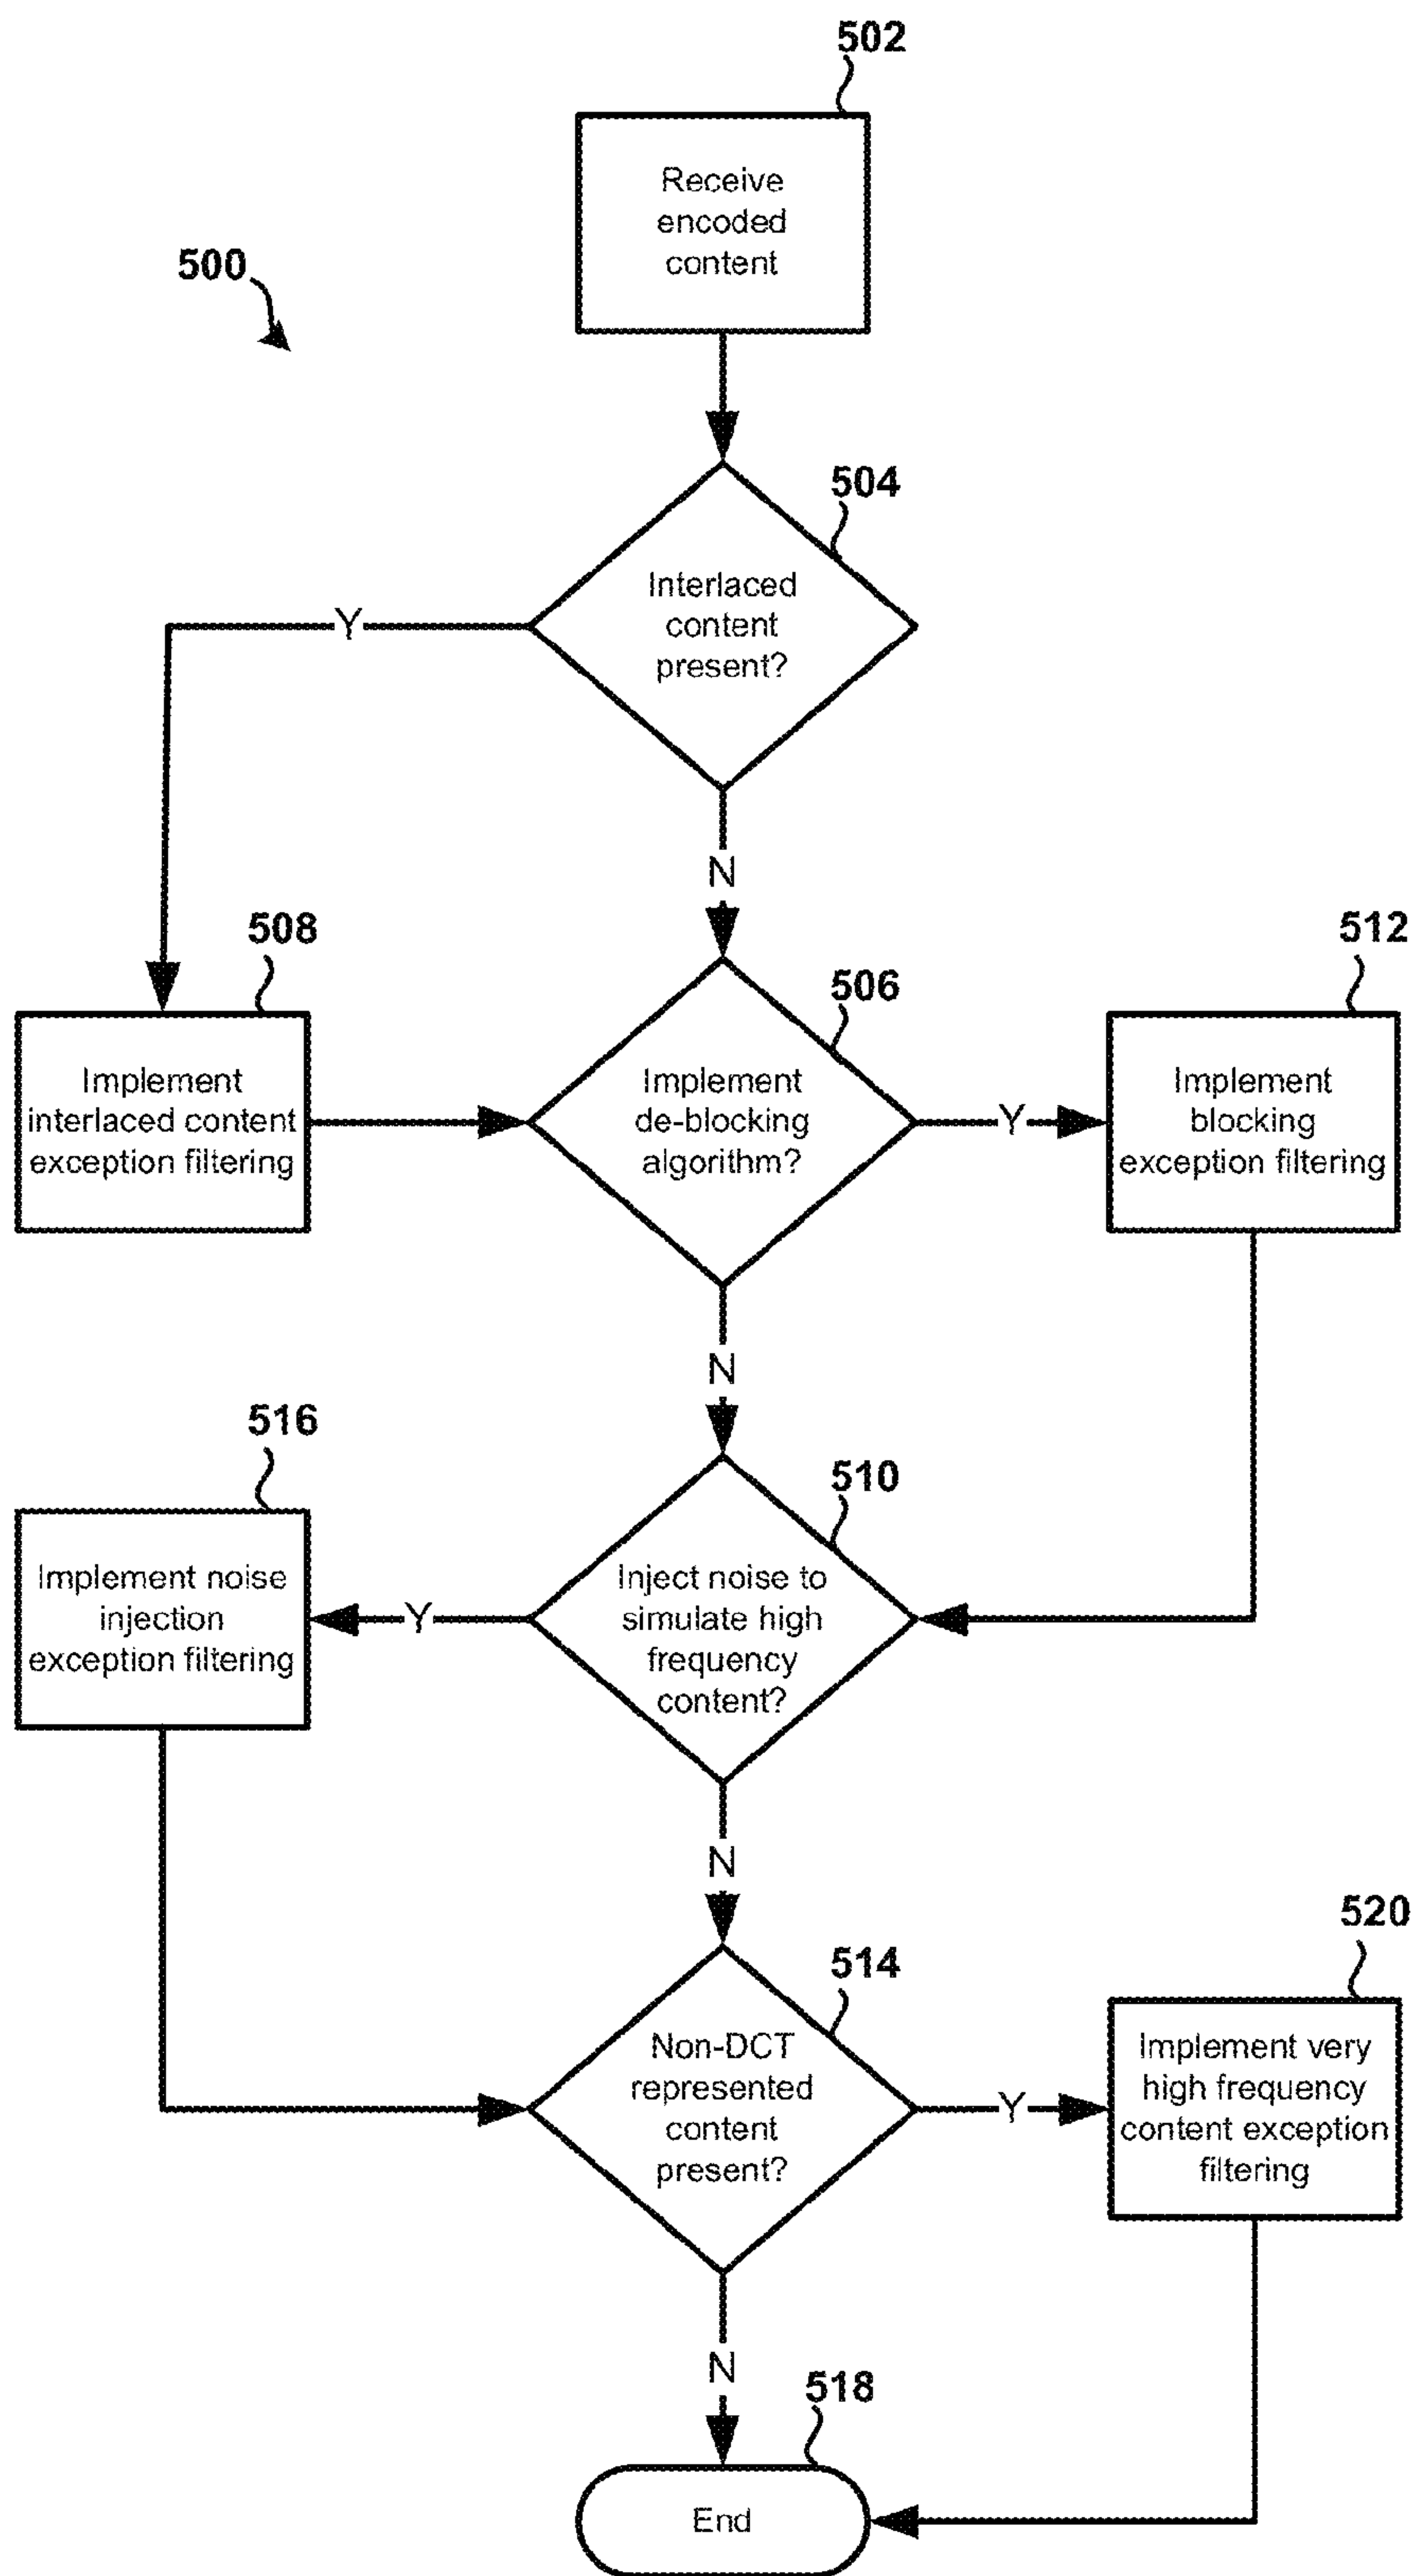 502
Receive
encoded
content
500
504
Interlaced
content
present?
Y
N
508
Implement
interlaced content
exception filtering
506
Implement
de-blocking
algorithm?
Y
512
Implement
blocking
exception filtering
N
516
Implement noise
injection
exception filtering
510
Inject noise to
simulate high
frequency
content?
Y
N
514
Non-DCT
represented
content
present?
Y
520
Implement very
high frequency
content exception
filtering
N
518
End